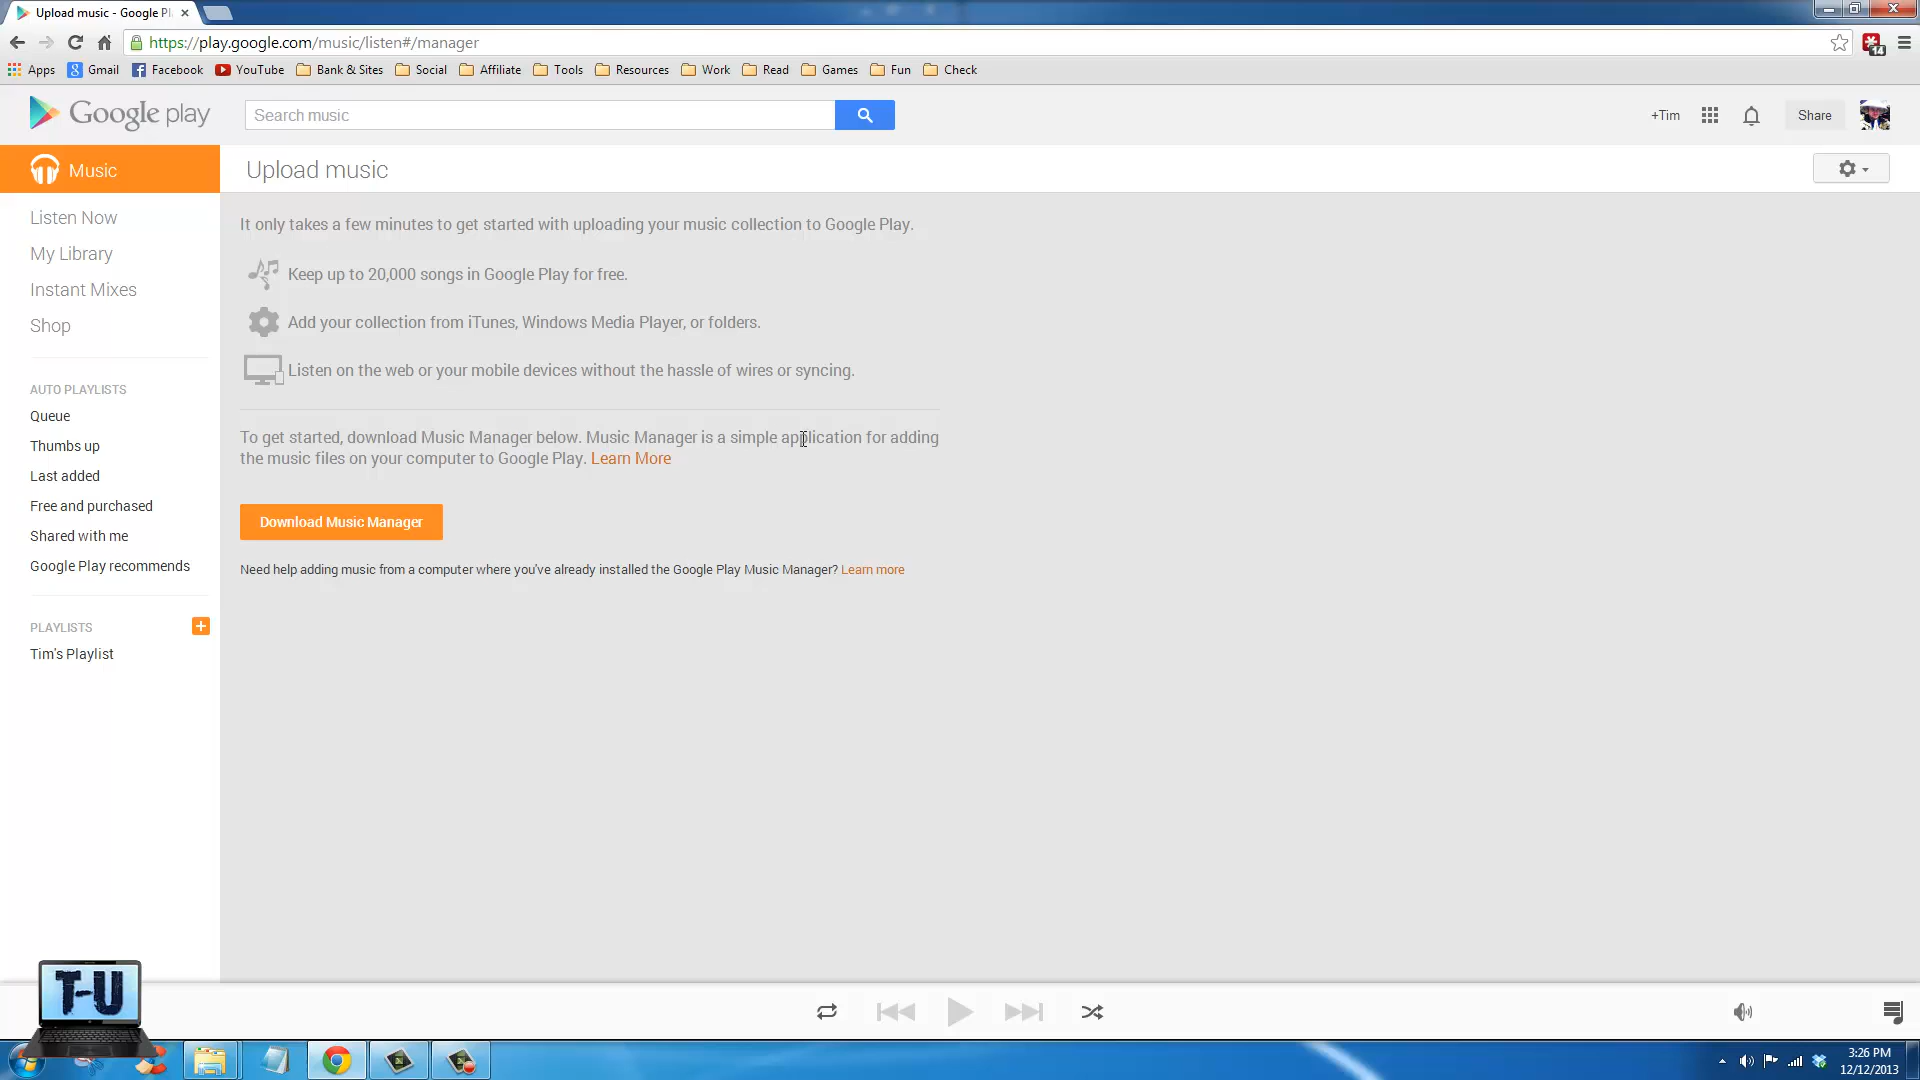 Upload music - Google Pl
https://play.google.com/music/listen#/manager
14
Apps Gmail Facebook YouTube Bank & Sites Social Affiliate Tools Resources Work Read Games Fun Check
Google play
Search music
+Tim
Share
Music
Upload music
Listen Now
My Library
Instant Mixes
Shop
AUTO PLAYLISTS
Queue
Thumbs up
Last added
Free and purchased
Shared with me
Google Play recommends
PLAYLISTS
Tim's Playlist
It only takes a few minutes to get started with uploading your music collection to Google Play.
Keep up to 20,000 songs in Google Play for free.
Add your collection from iTunes, Windows Media Player, or folders.
Listen on the web or your mobile devices without the hassle of wires or syncing.
To get started, download Music Manager below. Music Manager is a simple application for adding
the music files on your computer to Google Play. Learn More
Download Music Manager
Need help adding music from a computer where you've already installed the Google Play Music Manager? Learn more
T-U
3:26 PM
12/12/2013